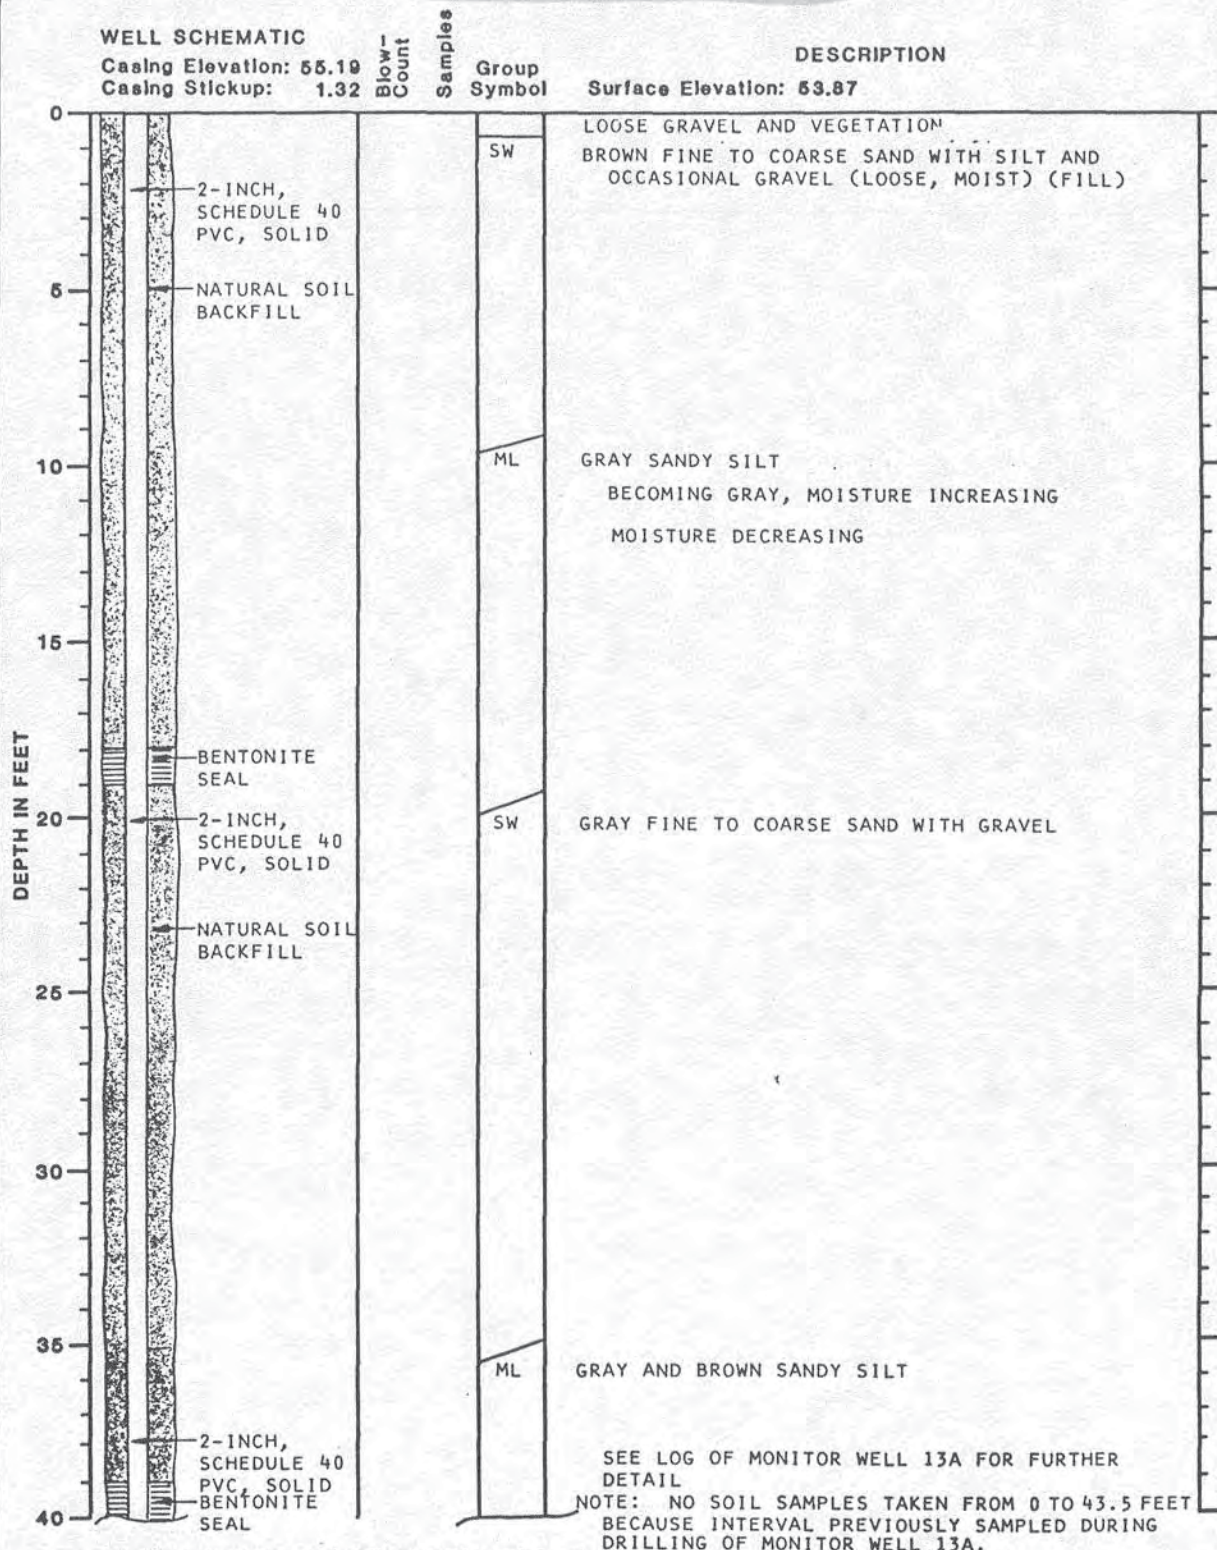 WELL SCHEMATIC
Casing Elevation: 55.19
Casing Stickup: 1.32
Blow-
Count
Samples
Group
Symbol
DESCRIPTION
Surface Elevation: 53.87
DEPTH IN FEET
0
LOOSE GRAVEL AND VEGETATION
SW
BROWN FINE TO COARSE SAND WITH SILT AND
OCCASIONAL GRAVEL (LOOSE, MOIST) (FILL)
2-INCH,
SCHEDULE 40
PVC, SOLID
5
NATURAL SOIL
BACKFILL
10
ML
GRAY SANDY SILT
BECOMING GRAY, MOISTURE INCREASING
MOISTURE DECREASING
15
BENTONITE
SEAL
20
2-INCH,
SCHEDULE 40
PVC, SOLID
SW
GRAY FINE TO COARSE SAND WITH GRAVEL
NATURAL SOIL
BACKFILL
25
30
35
ML
GRAY AND BROWN SANDY SILT
2-INCH,
SCHEDULE 40
PVC, SOLID
BENTONITE
SEAL
40
SEE LOG OF MONITOR WELL 13A FOR FURTHER
DETAIL
NOTE: NO SOIL SAMPLES TAKEN FROM 0 TO 43.5 FEET
BECAUSE INTERVAL PREVIOUSLY SAMPLED DURING
DRILLING OF MONITOR WELL 13A.